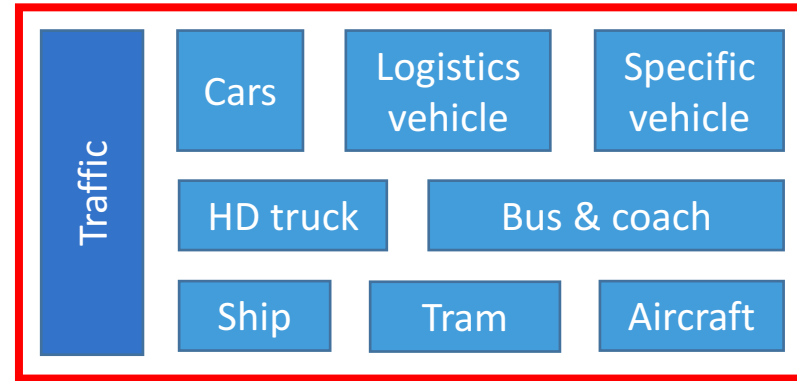 Traffic
Cars
Logistics
vehicle
Specific
vehicle
HD truck
Bus & coach
Ship
Tram
Aircraft